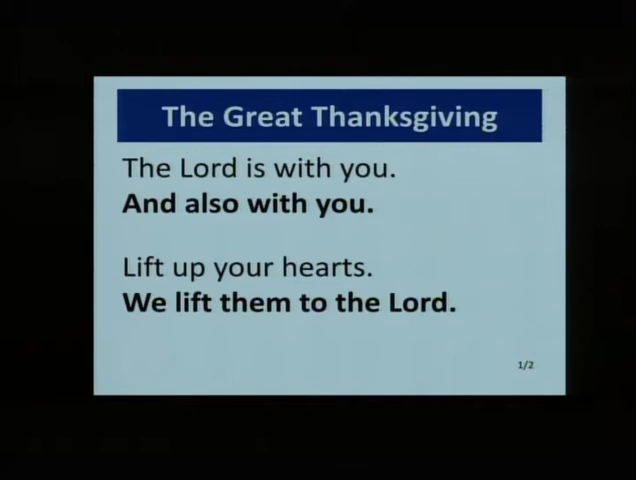 The Great Thanksgiving
The Lord is with you.
And also with you.
Lift up your hearts.
We lift them to the Lord.
1/2